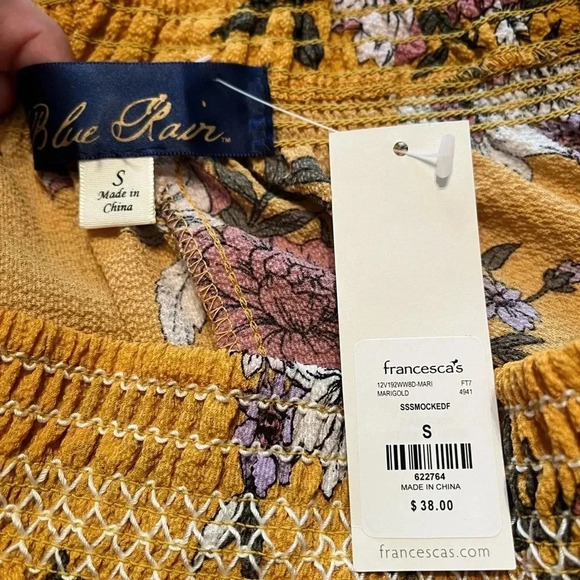 Blue Rain™
S
Made in
China
francesca's
12V192WW8D-MARI FT7
MARIGOLD 4941
SSSMOCKEDF
S
622764
MADE IN CHINA
$ 38.00
francescas.com